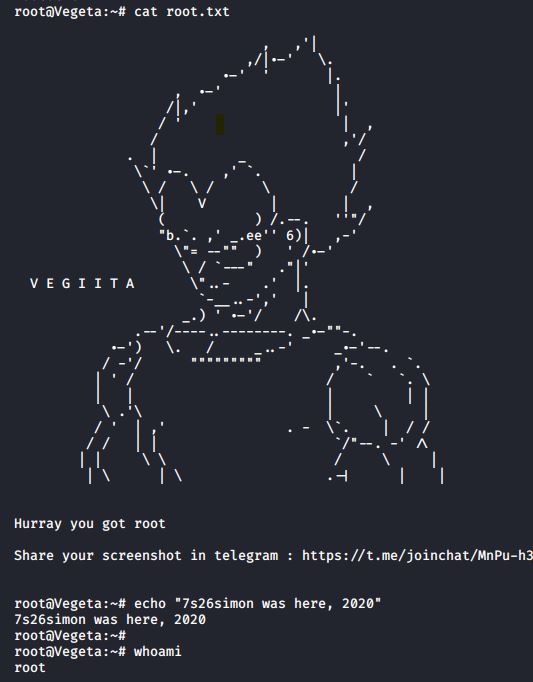 root@Vegeta:~# cat root.txt
V E G I I T A
Hurray you got root
Share your screenshot in telegram : https://t.me/joinchat/MnPu-h3
root@Vegeta:~# echo "7s26simon was here, 2020"
7s26simon was here, 2020
root@Vegeta:~#
root@Vegeta:~# whoami
root